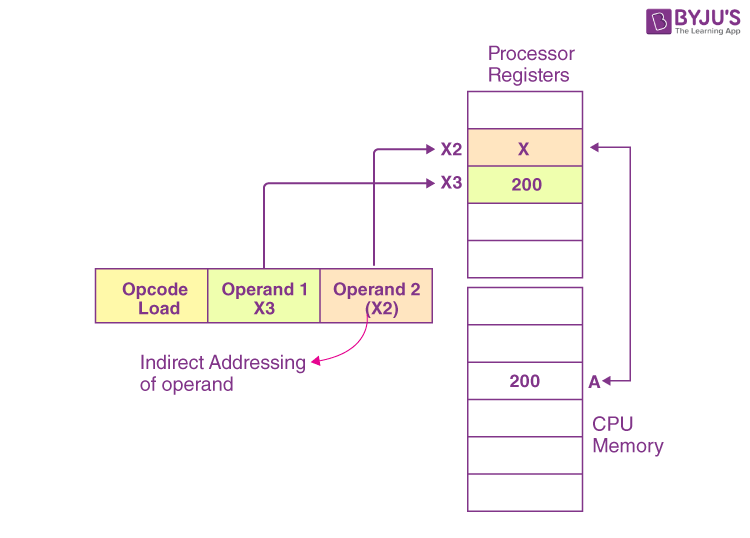 BYJU'S
The Learning App
Processor
Registers
X2
X
X3
200
Opcode
Load
Operand 1
X3
Operand 2
(X2)
Indirect Addressing
of operand
200
A
CPU
Memory